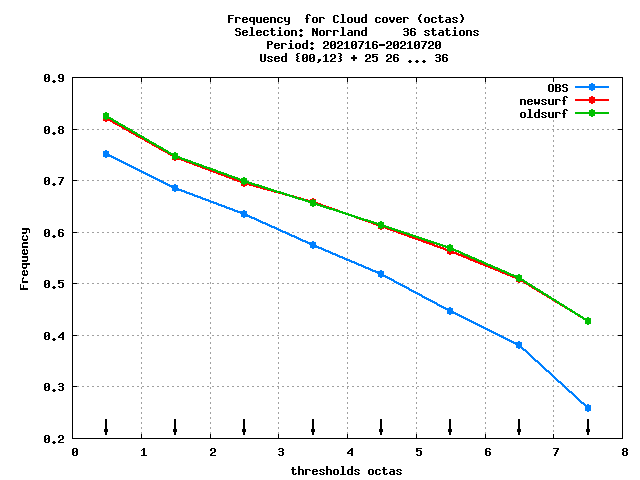 Frequency  for Cloud cover (octas)
Selection: Norrland     36 stations
Period: 20210716-20210720
Used {00,12} + 25 26 ... 36
OBS
newsurf
oldsurf
0.9
0.8
0.7
0.6
0.5
0.4
0.3
0.2
Frequency
0 1 2 3 4 5 6 7 8
thresholds octas